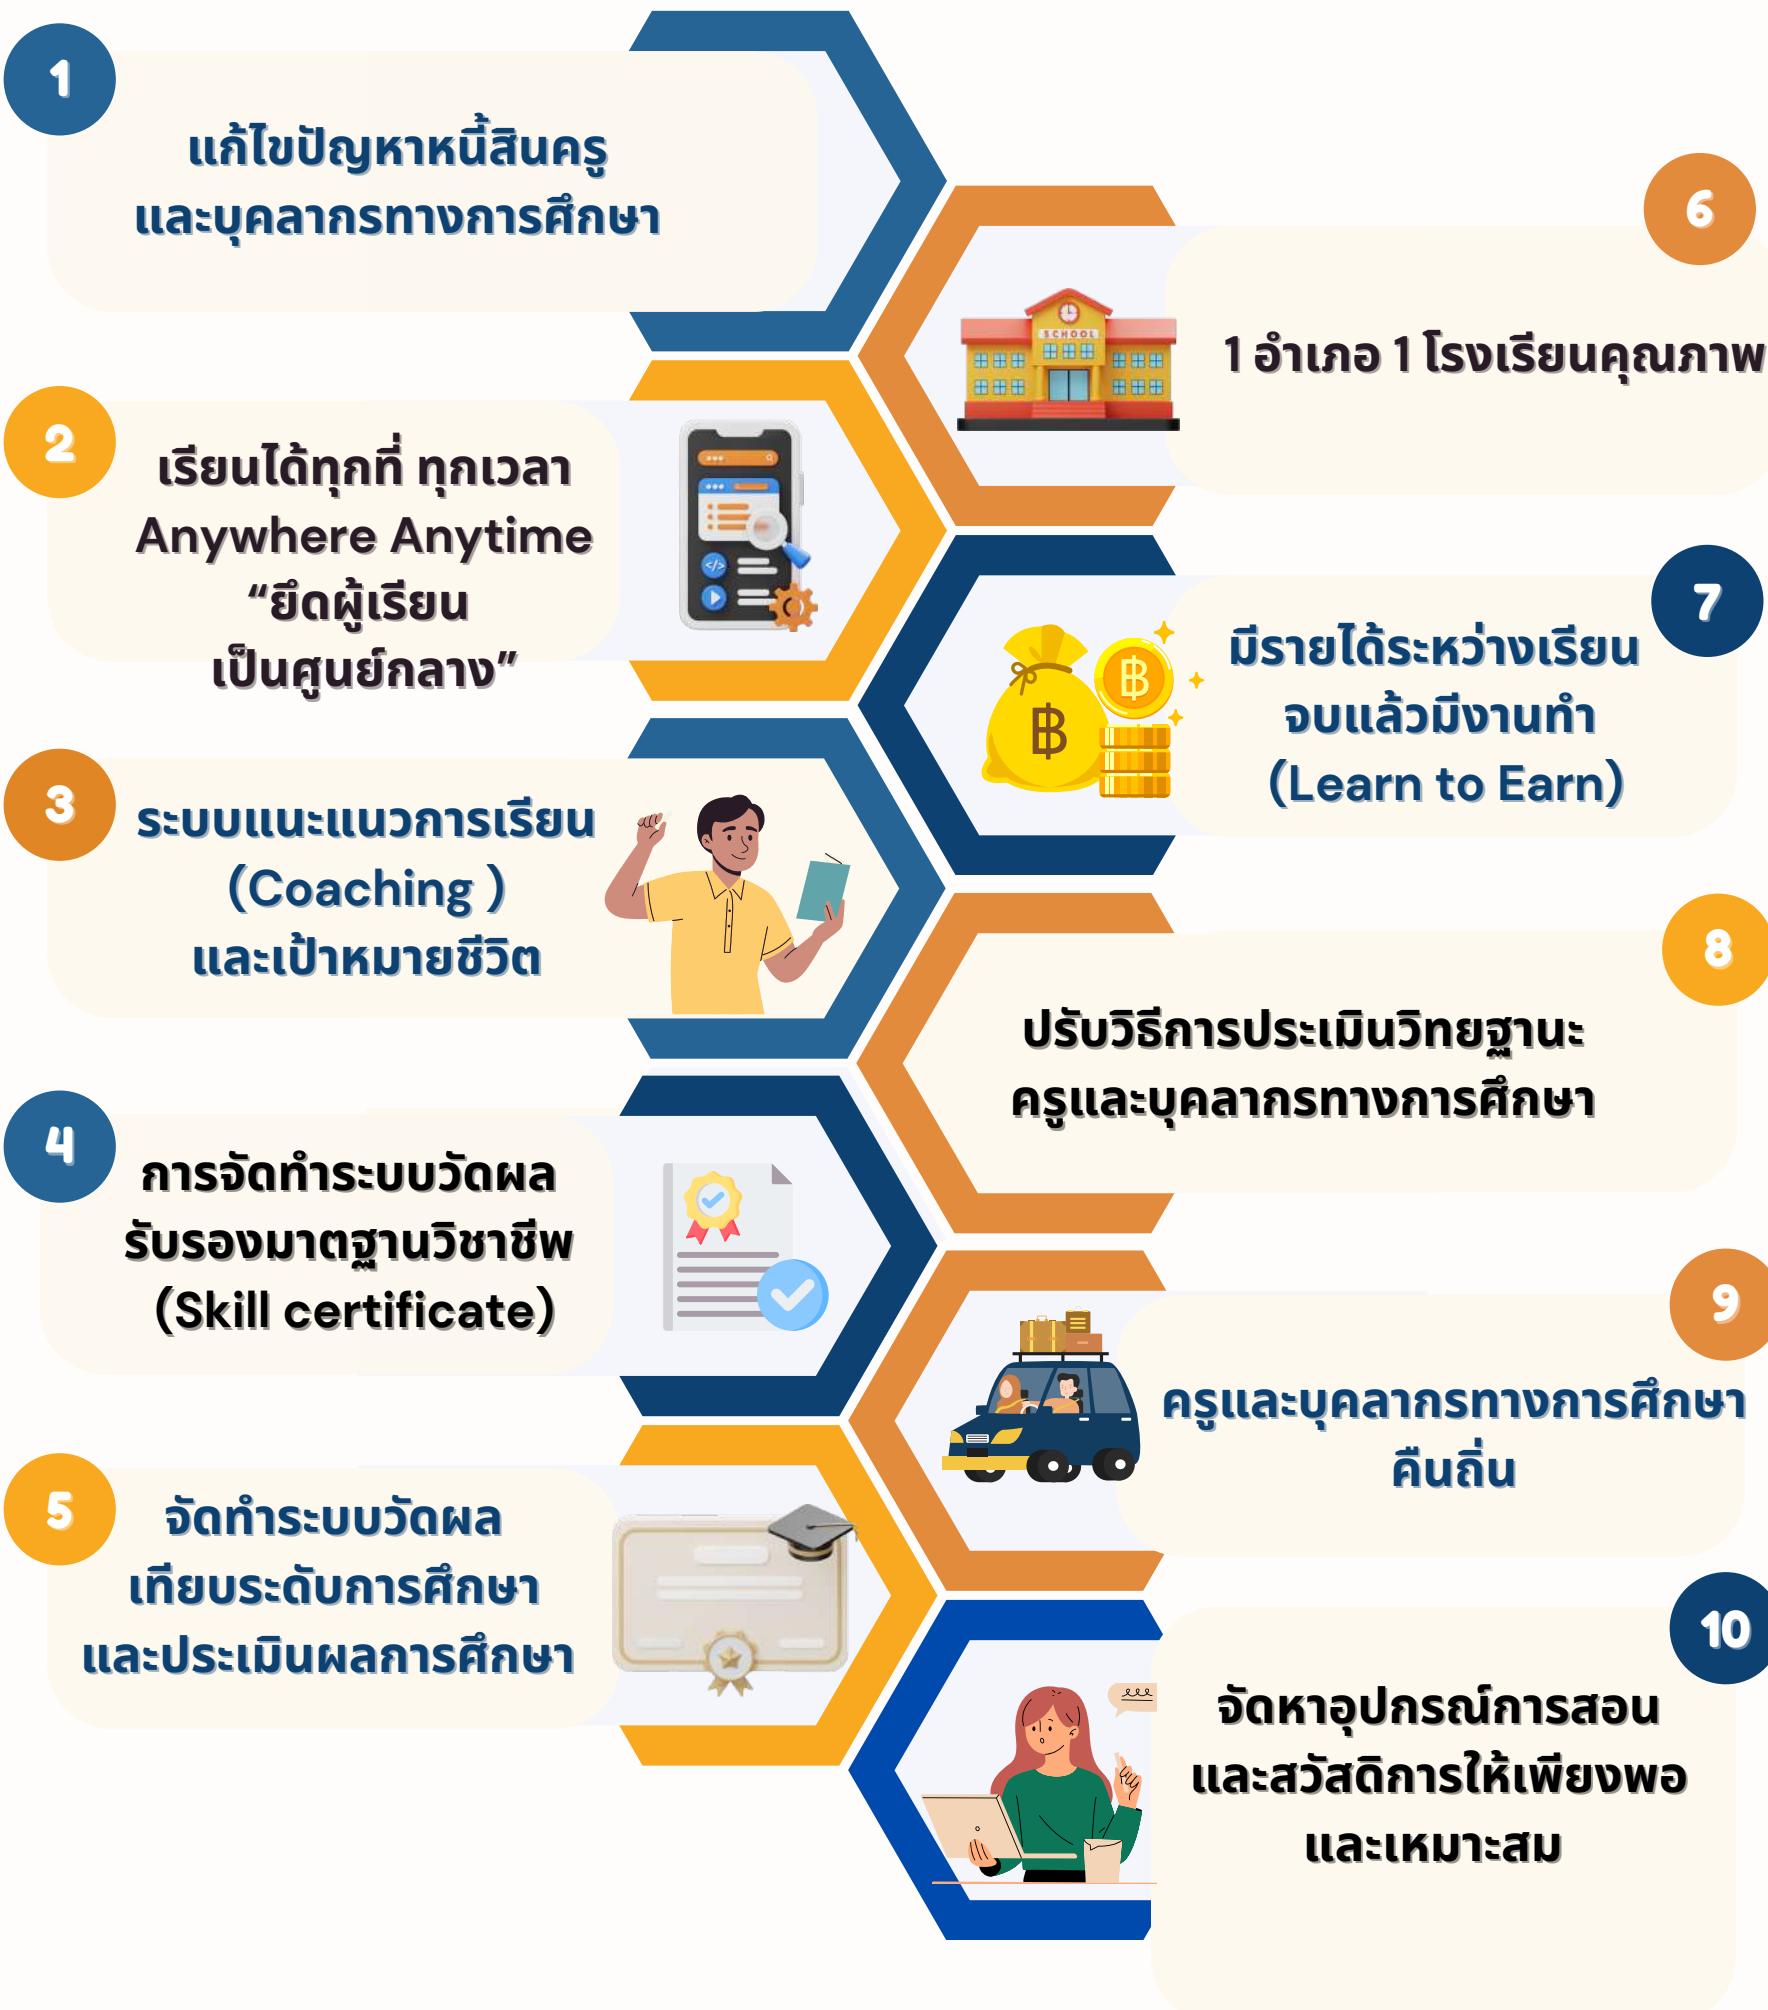 1
แก้ไขปัญหาหนี้สินครู
และบุคลากรทางการศึกษา
2
เรียนได้ทุกที่ ทุกเวลา
Anywhere Anytime
“ยึดผู้เรียน
เป็นศูนย์กลาง”
3
ระบบแนะแนวการเรียน
(Coaching )
และเป้าหมายชีวิต
4
การจัดทำระบบวัดผล
รับรองมาตฐานวิชาชีพ
(Skill certificate)
5
จัดทำระบบวัดผล
เทียบระดับการศึกษา
และประเมินผลการศึกษา
6
SCHOOL
1 อำเภอ 1 โรงเรียนคุณภาพ
7
มีรายได้ระหว่างเรียน
จบแล้วมีงานทำ
(Learn to Earn)
8
ปรับวิธีการประเมินวิทยฐานะ
ครูและบุคลากรทางการศึกษา
9
ครูและบุคลากรทางการศึกษา
คืนถิ่น
10
จัดหาอุปกรณ์การสอน
และสวัสดิการให้เพียงพอ
และเหมาะสม